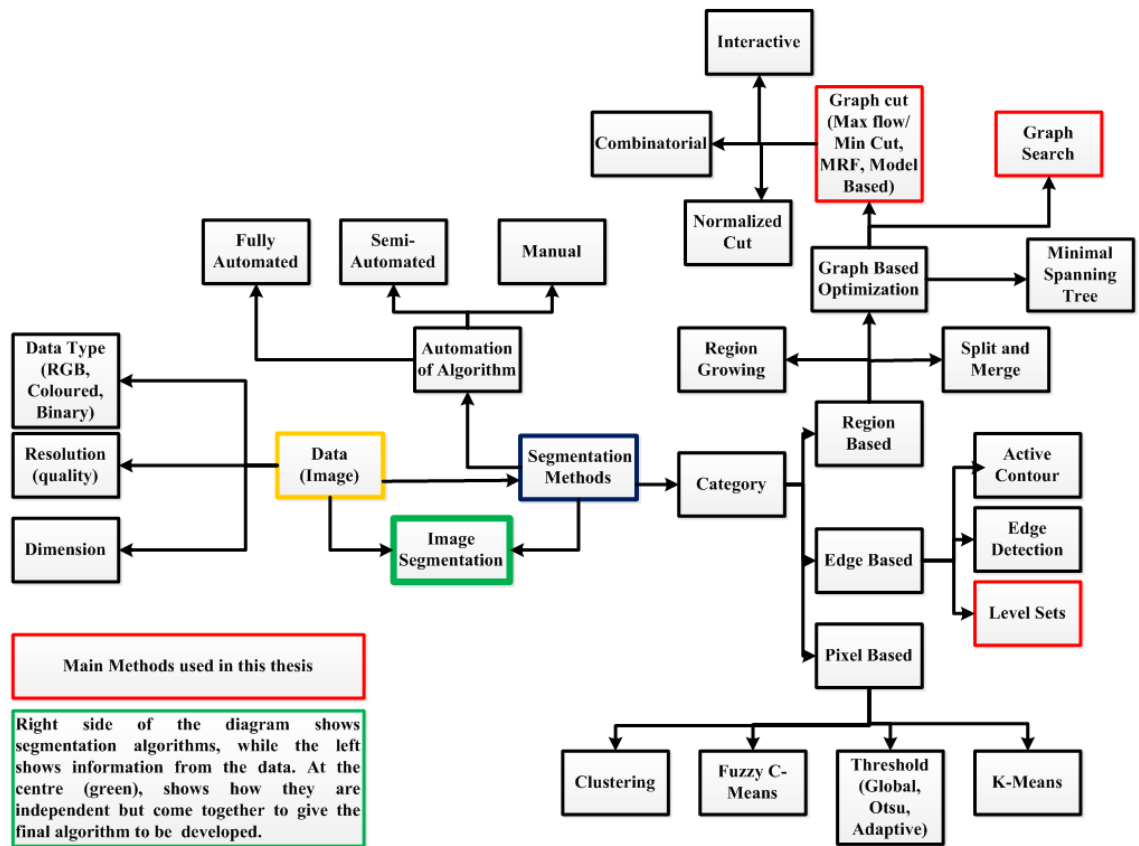 Interactive
Graph cut
(Max flow/
Min Cut,
MRF, Model
Based)
Graph
Search
Combinatorial
Normalized
Cut
Fully
Automated
Semi-
Automated
Manual
Graph Based
Optimization
Minimal
Spanning
Tree
Data Type
(RGB,
Coloured,
Binary)
Automation
of Algorithm
Region
Growing
Split and
Merge
Region
Based
Resolution
(quality)
Data
(Image)
Segmentation
Methods
Category
Active
Contour
Dimension
Image
Segmentation
Edge Based
Edge
Detection
Level Sets
Main Methods used in this thesis
Pixel Based
Right side of the diagram shows
segmentation algorithms, while the left
shows information from the data. At the
centre (green), shows how they are
independent but come together to give the
final algorithm to be developed.
Clustering
Fuzzy C-
Means
Threshold
(Global,
Otsu,
Adaptive)
K-Means